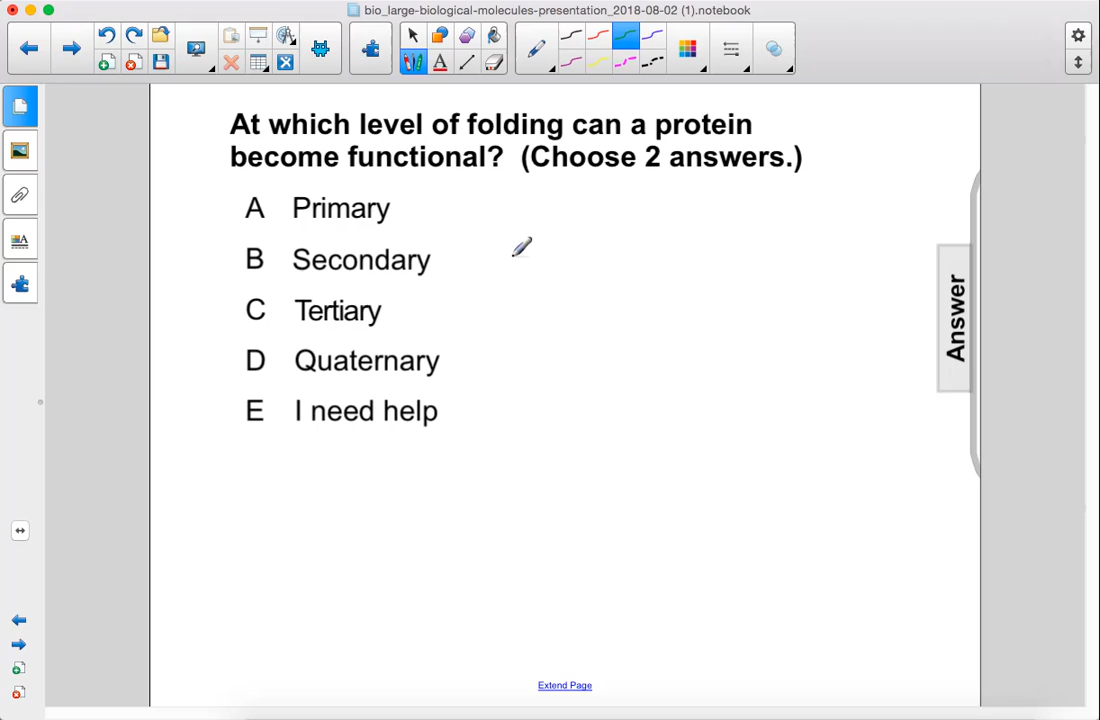 bio_large-biological-molecules-presentation_2018-08-02 (1).notebook
At which level of folding can a protein
become functional? (Choose 2 answers.)
A Primary
B Secondary
C Tertiary
D Quaternary
E I need help
Answer
Extend Page